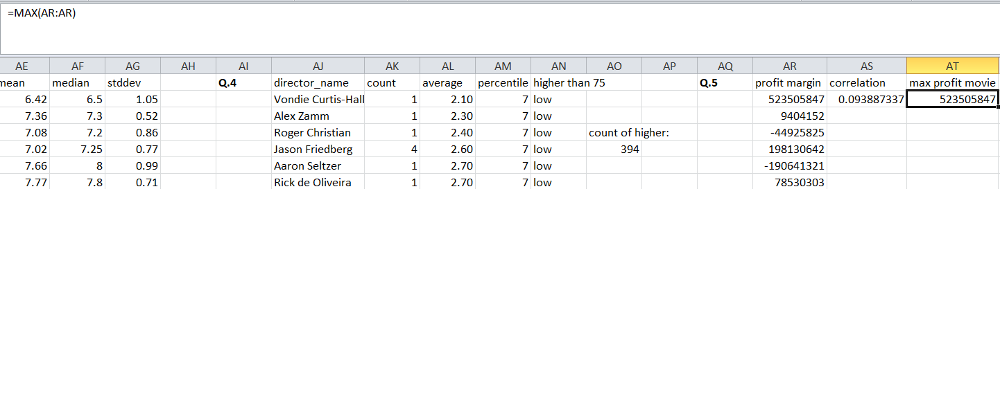 =MAX(AR:AR)
AE AF AG AH AI AJ AK AL AM AN AO AP AQ AR AS AT
mean median stddev Q.4 director_name count average percentile higher than 75 Q.5 profit margin correlation max profit movie
6.42 6.5 1.05 Vondie Curtis-Hall 1 2.10 7 low 523505847 0.093887337 523505847
7.36 7.3 0.52 Alex Zamm 1 2.30 7 low 9404152
7.08 7.2 0.86 Roger Christian 1 2.40 7 low count of higher: -44925825
7.02 7.25 0.77 Jason Friedberg 4 2.60 7 low 394 198130642
7.66 8 0.99 Aaron Seltzer 1 2.70 7 low -190641321
7.77 7.8 0.71 Rick de Oliveira 1 2.70 7 low 78530303